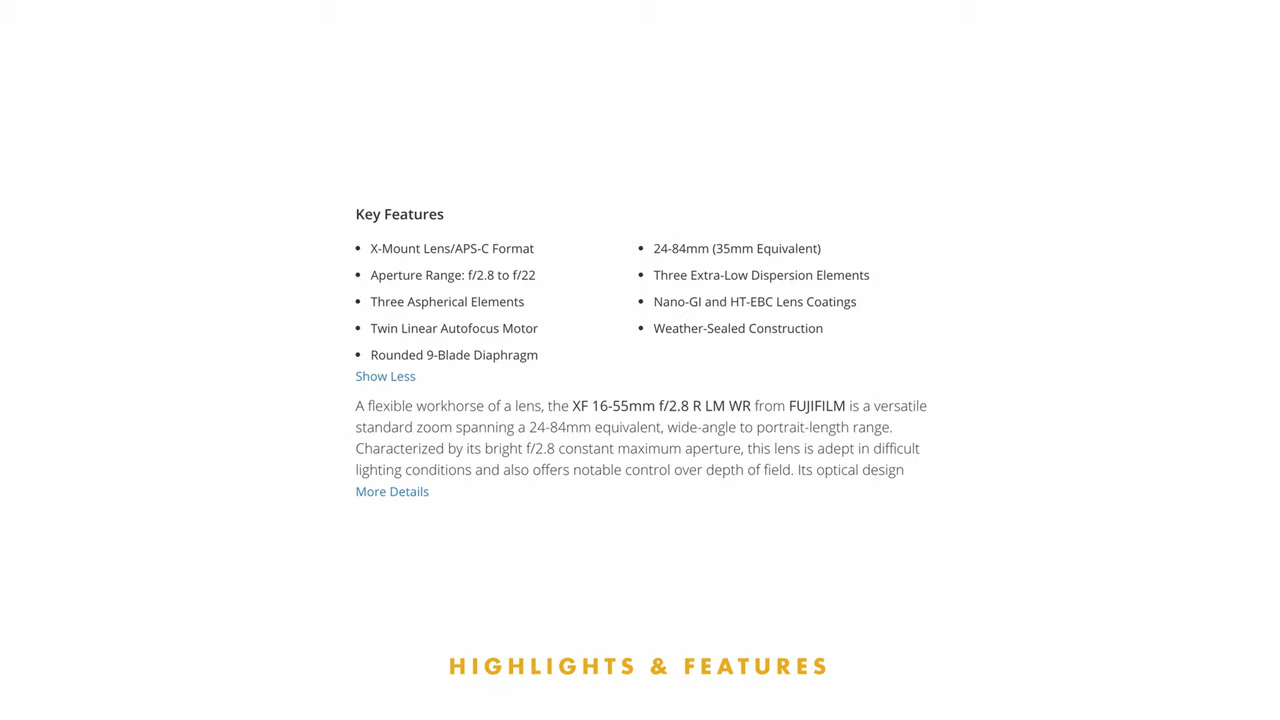 Key Features
X-Mount Lens/APS-C Format
Aperture Range: f/2.8 to f/22
Three Aspherical Elements
Twin Linear Autofocus Motor
Rounded 9-Blade Diaphragm
24-84mm (35mm Equivalent)
Three Extra-Low Dispersion Elements
Nano-GI and HT-EBC Lens Coatings
Weather-Sealed Construction
Show Less
A flexible workhorse of a lens, the XF 16-55mm f/2.8 R LM WR from FUJIFILM is a versatile
standard zoom spanning a 24-84mm equivalent, wide-angle to portrait-length range.
Characterized by its bright f/2.8 constant maximum aperture, this lens is adept in difficult
lighting conditions and also offers notable control over depth of field. Its optical design
More Details
HIGHLIGHTS & FEATURES